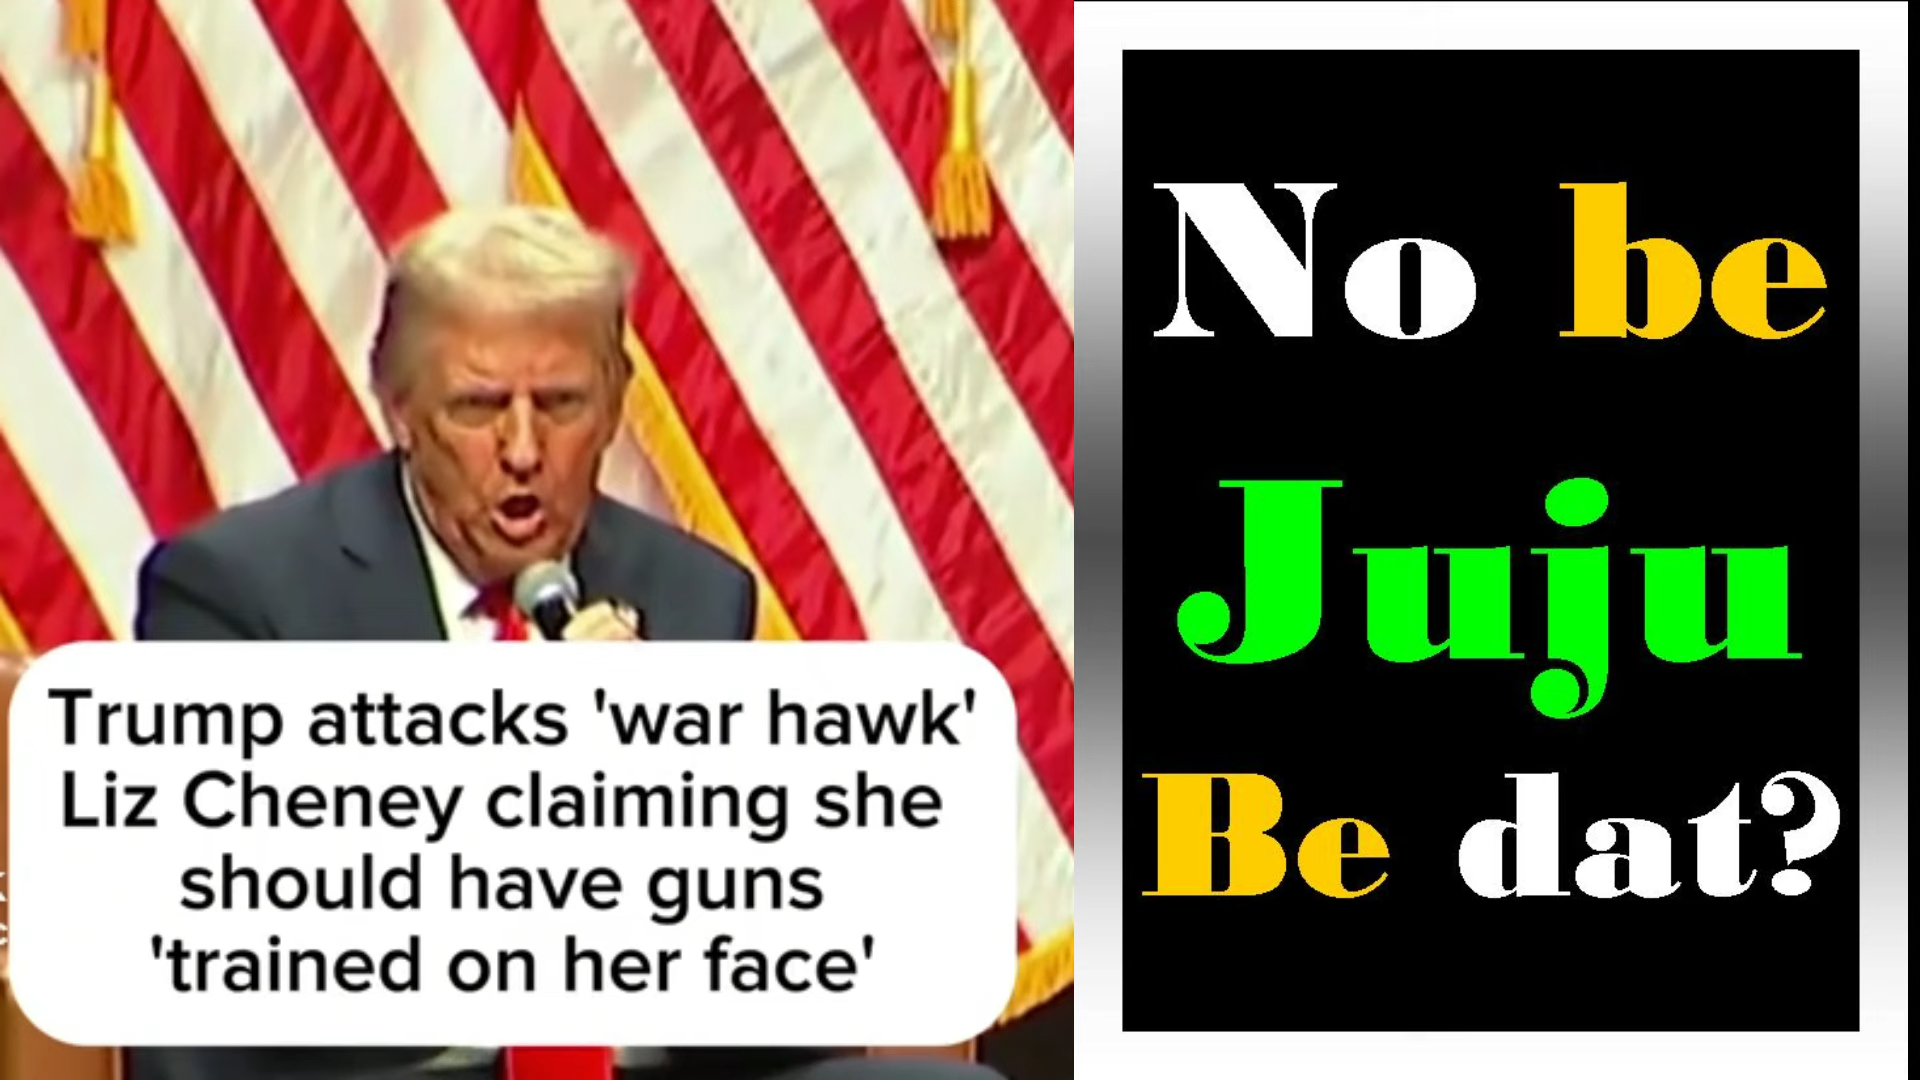 Trump attacks 'war hawk'
Liz Cheney claiming she
should have guns
'trained on her face'
No be
Juju
Be dat?